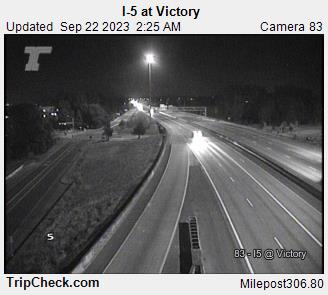 I-5 at Victory
Updated Sep 22 2023 2:25 AM Camera 83
T
S
83 - I5 @ Victory
TripCheck.com Milepost306.80